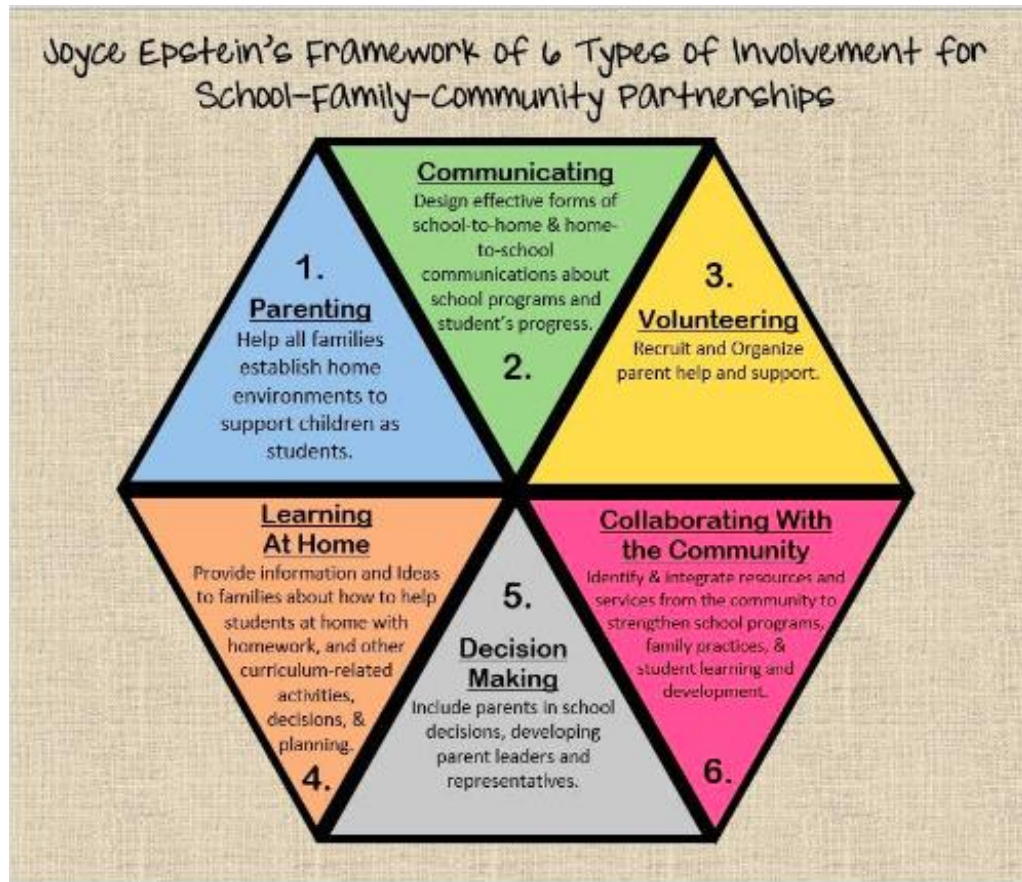 Joyce Epstein's Framework of 6 Types of Involvement for
School-Family-Community Partnerships
1.
Parenting
Help all families
establish home
environments to
support children as
students.
Communicating
Design effective forms of
school-to-home & home-
to-school
communications about
school programs and
student's progress.
2.
3.
Volunteering
Recruit and Organize
parent help and support.
Learning
At Home
Provide information and Ideas
to families about how to help
students at home with
homework, and other
curriculum-related
activities,
decisions, &
planning.
4.
5.
Decision
Making
Include parents in school
decisions, developing
parent leaders and
representatives.
Collaborating With
the Community
Identify & integrate resources and
services from the community to
strengthen school programs,
family practices, &
student learning and
development.
6.